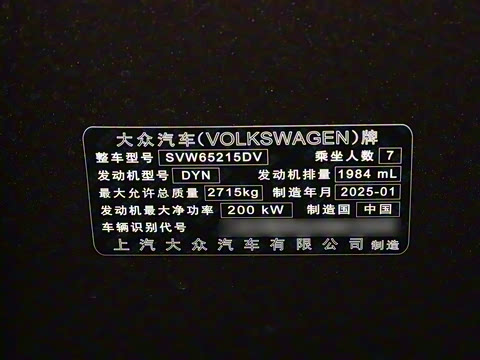 大众汽车(VOLKSWAGEN)牌
整车型号 SVW65215DV 乘坐人数 7
发动机型号 DYN 发动机排量 1984 mL
最大允许总质量 2715kg 制造年月 2025-01
发动机最大净功率 200 kW 制造国 中国
车辆识别代号
上汽大众汽车有限公司 制造